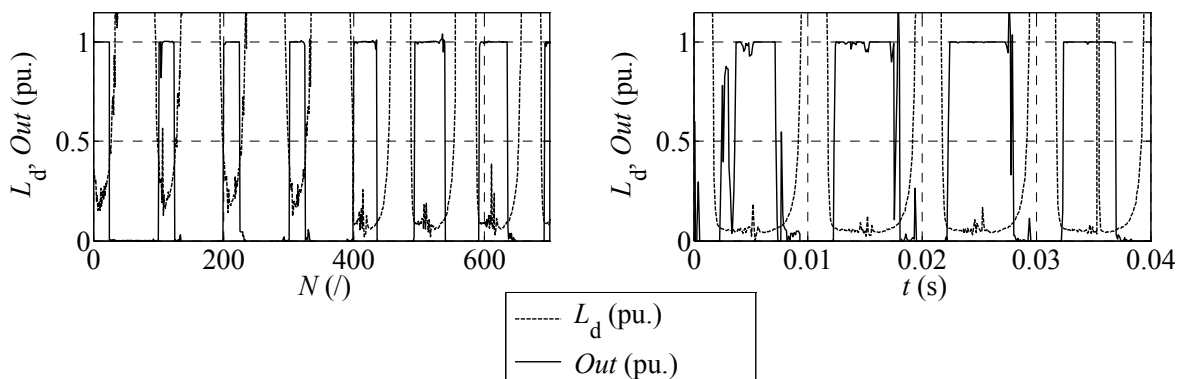 L_d, Out (pu.)
1
0.5
0
0 200 400 600
N (/)
L_d, Out (pu.)
1
0.5
0
0 0.01 0.02 0.03 0.04
t (s)
L_d (pu.)
Out (pu.)